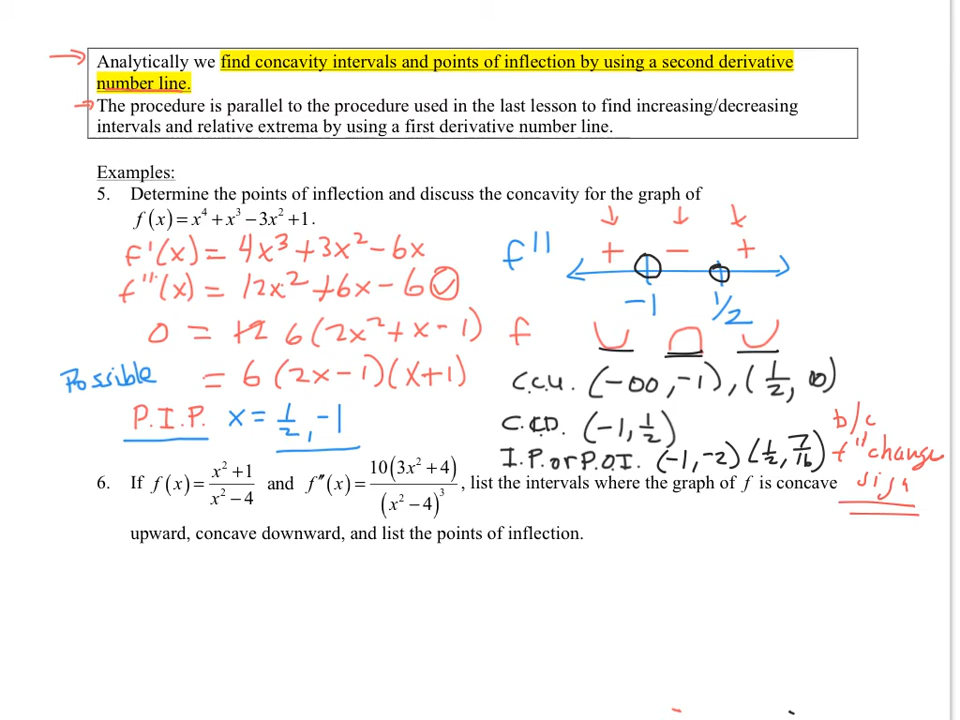 Analytically we find concavity intervals and points of inflection by using a second derivative
number line.
The procedure is parallel to the procedure used in the last lesson to find increasing/decreasing
intervals and relative extrema by using a first derivative number line.
Examples:
5. Determine the points of inflection and discuss the concavity for the graph of
f(x) = x⁴ + x³ − 3x² + 1.
f'(x) = 4x³ + 3x² − 6x
f''(x) = 12x² + 6x − 6
0 = 6(2x² + x − 1)
Possible = 6(2x − 1)(x + 1)
P.I.P. x = 1/2, −1
f'' + − +
−1 1/2
f
C.C.U. (−∞, −1), (1/2, ∞)
C.C.D. (−1, 1/2)
I.P. or P.O.I. (−1, −2) (1/2, 7/16)
b/c
f'' change
sign
6. If f(x) = (x² + 1)/(x² − 4) and f″(x) = 10(3x² + 4)/(x² − 4)³, list the intervals where the graph of f is concave
upward, concave downward, and list the points of inflection.